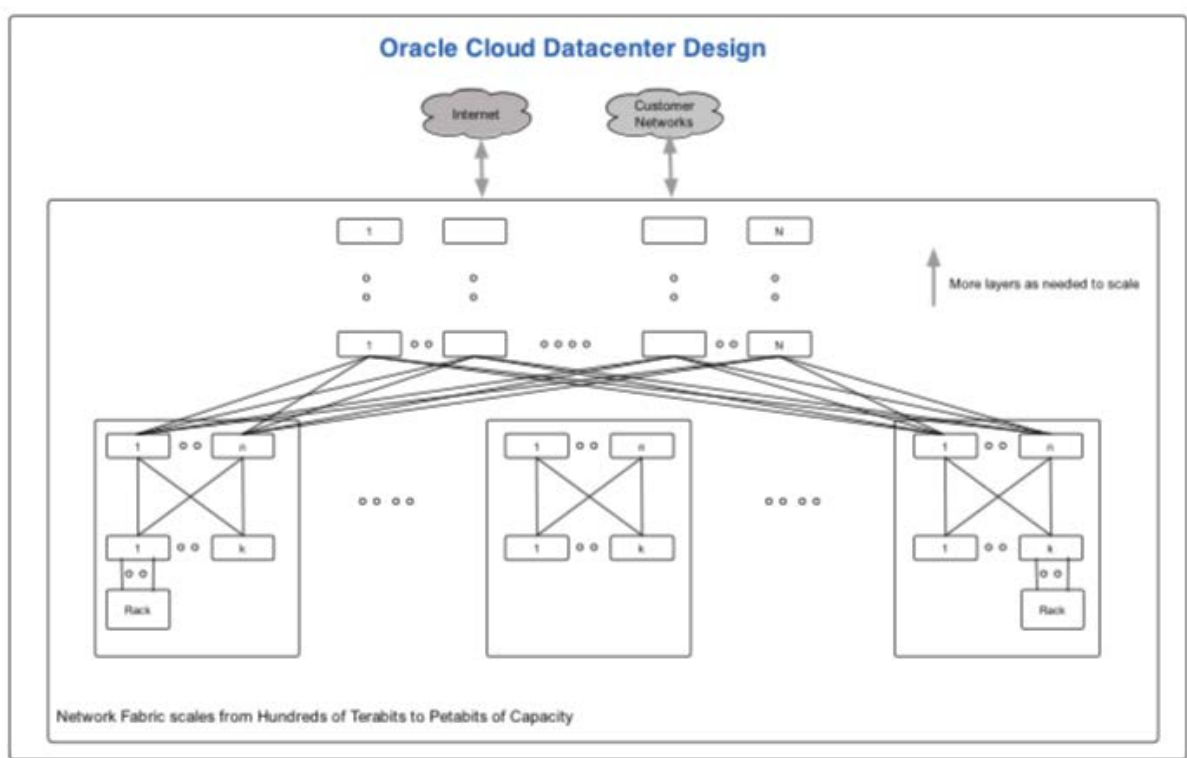 Oracle Cloud Datacenter Design
Internet
Customer
Networks
1
N
More layers as needed to scale
1
N
1
n
1
n
1
n
1
k
1
k
1
k
Rack
Rack
Network Fabric scales from Hundreds of Terabits to Petabits of Capacity